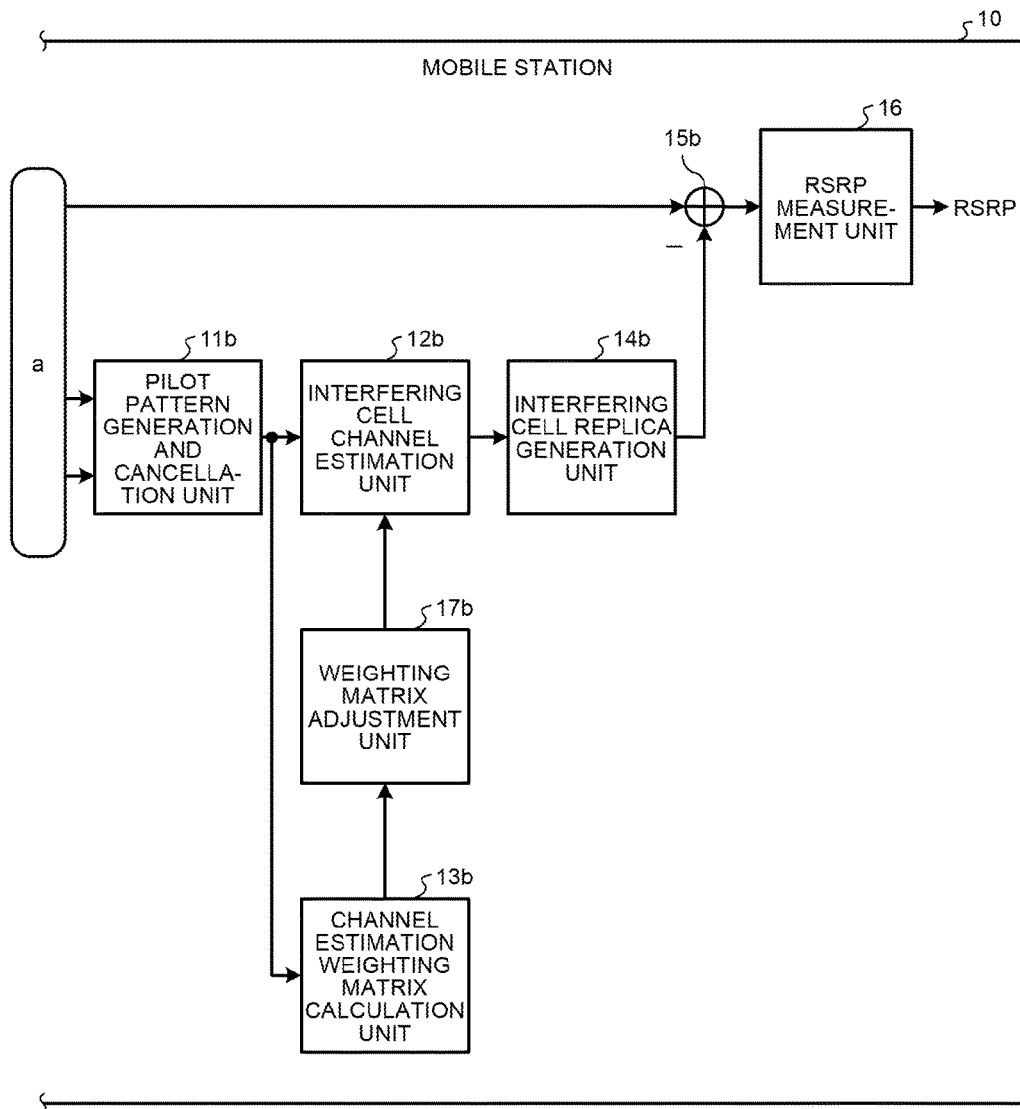 10
MOBILE STATION
16
15b
RSRP
MEASURE-
MENT UNIT
RSRP
–
11b
12b
14b
a
PILOT
PATTERN
GENERATION
AND
CANCELLA-
TION UNIT
INTERFERING
CELL
CHANNEL
ESTIMATION
UNIT
INTERFERING
CELL REPLICA
GENERATION
UNIT
17b
WEIGHTING
MATRIX
ADJUSTMENT
UNIT
13b
CHANNEL
ESTIMATION
WEIGHTING
MATRIX
CALCULATION
UNIT